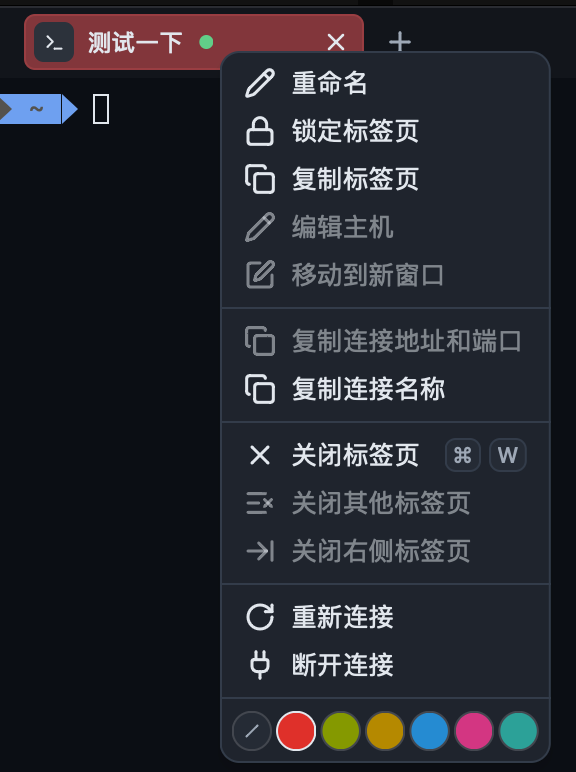 测试一下
~
重命名
锁定标签页
复制标签页
编辑主机
移动到新窗口
复制连接地址和端口
复制连接名称
关闭标签页 ⌘ W
关闭其他标签页
关闭右侧标签页
重新连接
断开连接